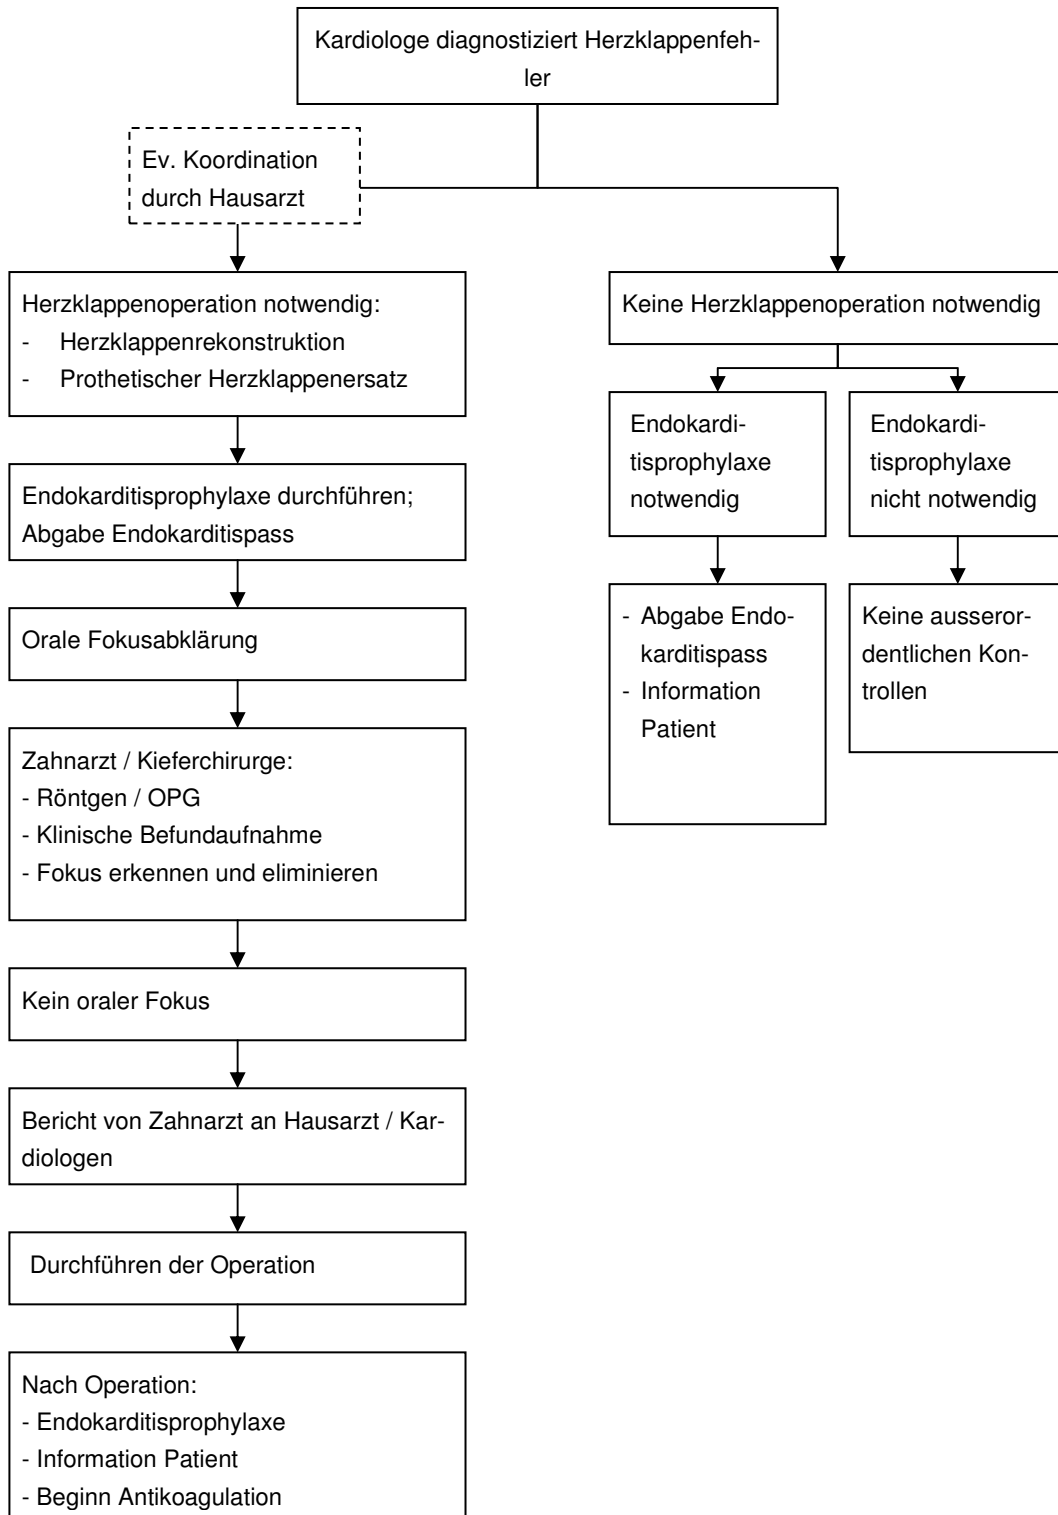 Kardiologe diagnostiziert Herzklappenfeh-
ler
Ev. Koordination
durch Hausarzt
Herzklappenoperation notwendig:
- Herzklappenrekonstruktion
- Prothetischer Herzklappenersatz
Endokarditisprophylaxe durchführen;
Abgabe Endokarditispass
Orale Fokusabklärung
Zahnarzt / Kieferchirurge:
- Röntgen / OPG
- Klinische Befundaufnahme
- Fokus erkennen und eliminieren
Kein oraler Fokus
Bericht von Zahnarzt an Hausarzt / Kar-
diologen
Durchführen der Operation
Nach Operation:
- Endokarditisprophylaxe
- Information Patient
- Beginn Antikoagulation
Keine Herzklappenoperation notwendig
Endokardi-
tisprophylaxe
notwendig
- Abgabe Endo-
karditispass
- Information
Patient
Endokardi-
tisprophylaxe
nicht notwendig
Keine ausseror-
dentlichen Kon-
trollen